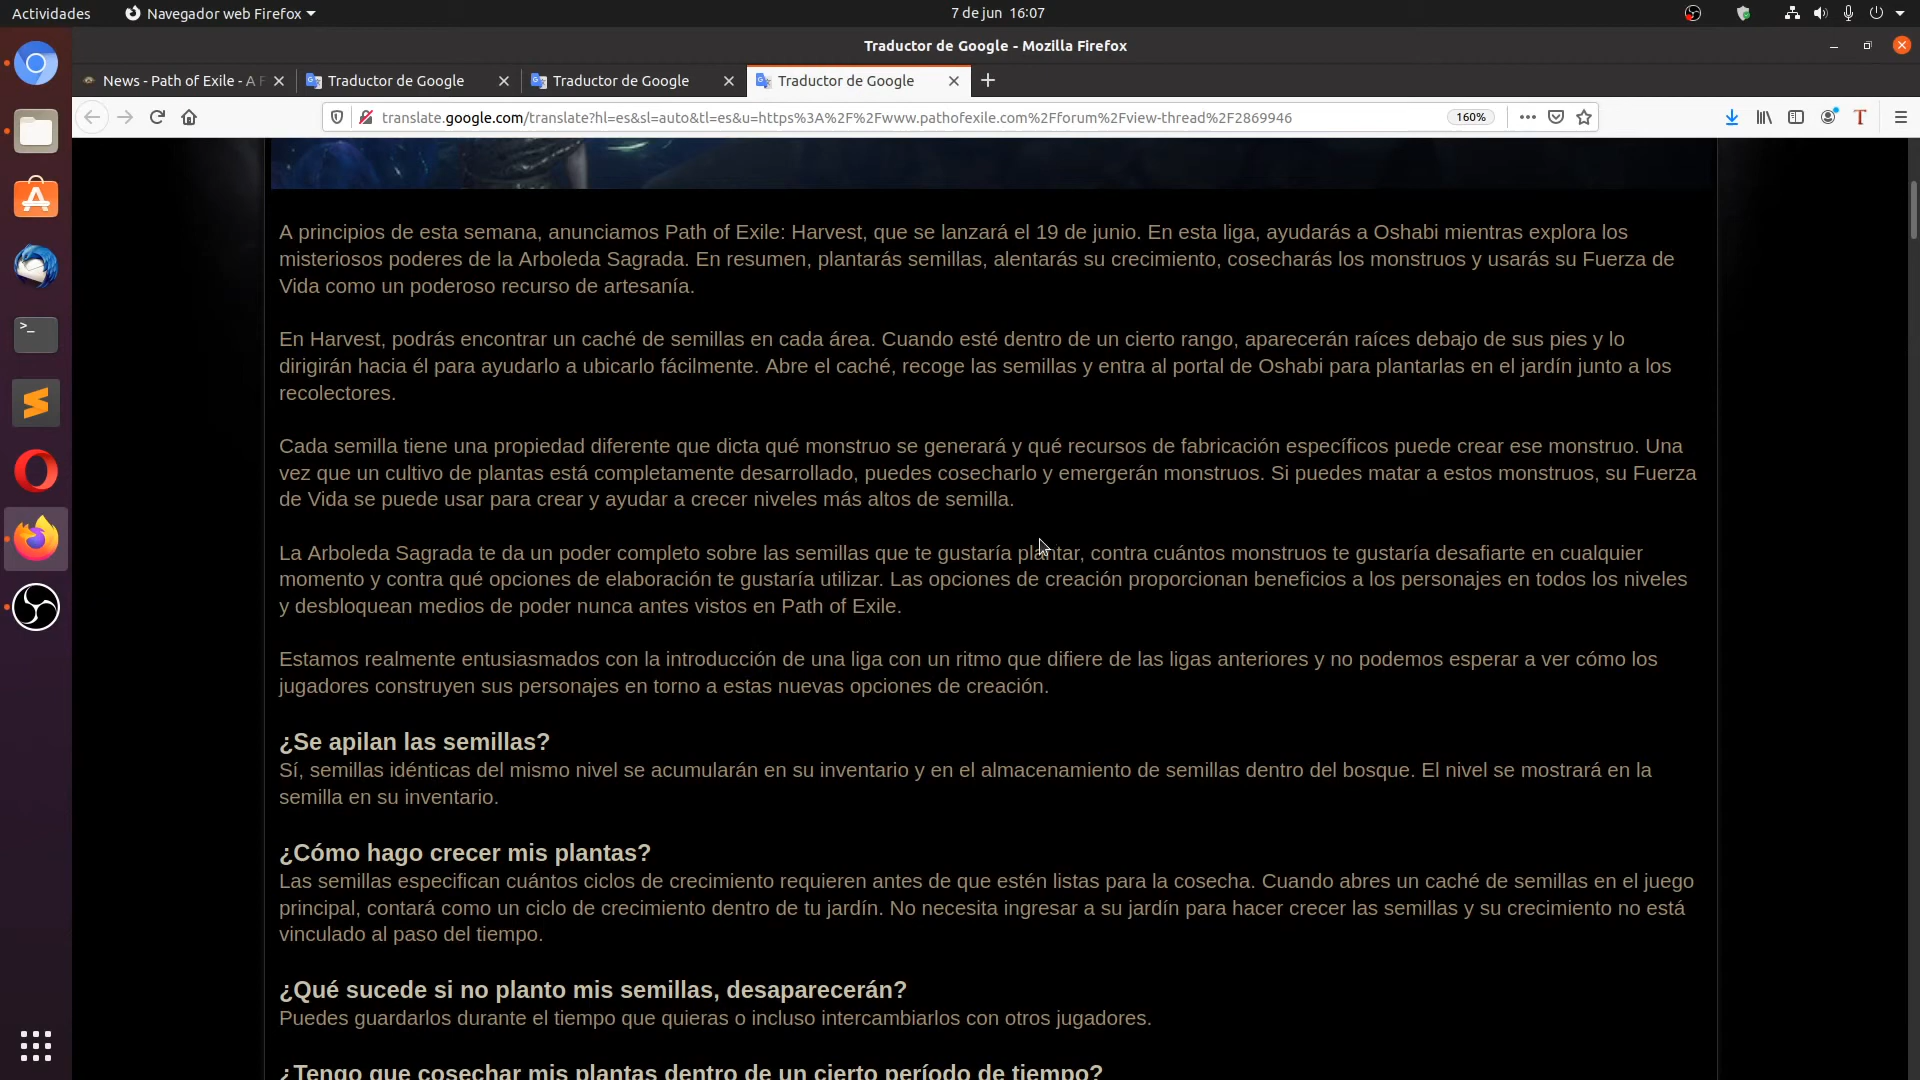 Actividades
Navegador web Firefox
7 de jun 16:07
Traductor de Google - Mozilla Firefox
News - Path of Exile - A F
Traductor de Google
Traductor de Google
Traductor de Google
translate.google.com/translate?hl=es&sl=auto&tl=es&u=https%3A%2F%2Fwww.pathofexile.com%2Fforum%2Fview-thread%2F2869946
160%
A principios de esta semana, anunciamos Path of Exile: Harvest, que se lanzará el 19 de junio. En esta liga, ayudarás a Oshabi mientras explora los
misteriosos poderes de la Arboleda Sagrada. En resumen, plantarás semillas, alentarás su crecimiento, cosecharás los monstruos y usarás su Fuerza de
Vida como un poderoso recurso de artesanía.
En Harvest, podrás encontrar un caché de semillas en cada área. Cuando esté dentro de un cierto rango, aparecerán raíces debajo de sus pies y lo
dirigirán hacia él para ayudarlo a ubicarlo fácilmente. Abre el caché, recoge las semillas y entra al portal de Oshabi para plantarlas en el jardín junto a los
recolectores.
Cada semilla tiene una propiedad diferente que dicta qué monstruo se generará y qué recursos de fabricación específicos puede crear ese monstruo. Una
vez que un cultivo de plantas está completamente desarrollado, puedes cosecharlo y emergerán monstruos. Si puedes matar a estos monstruos, su Fuerza
de Vida se puede usar para crear y ayudar a crecer niveles más altos de semilla.
La Arboleda Sagrada te da un poder completo sobre las semillas que te gustaría plantar, contra cuántos monstruos te gustaría desafiarte en cualquier
momento y contra qué opciones de elaboración te gustaría utilizar. Las opciones de creación proporcionan beneficios a los personajes en todos los niveles
y desbloquean medios de poder nunca antes vistos en Path of Exile.
Estamos realmente entusiasmados con la introducción de una liga con un ritmo que difiere de las ligas anteriores y no podemos esperar a ver cómo los
jugadores construyen sus personajes en torno a estas nuevas opciones de creación.
¿Se apilan las semillas?
Sí, semillas idénticas del mismo nivel se acumularán en su inventario y en el almacenamiento de semillas dentro del bosque. El nivel se mostrará en la
semilla en su inventario.
¿Cómo hago crecer mis plantas?
Las semillas especifican cuántos ciclos de crecimiento requieren antes de que estén listas para la cosecha. Cuando abres un caché de semillas en el juego
principal, contará como un ciclo de crecimiento dentro de tu jardín. No necesita ingresar a su jardín para hacer crecer las semillas y su crecimiento no está
vinculado al paso del tiempo.
¿Qué sucede si no planto mis semillas, desaparecerán?
Puedes guardarlos durante el tiempo que quieras o incluso intercambiarlos con otros jugadores.
¿Tengo que cosechar mis plantas dentro de un cierto período de tiempo?